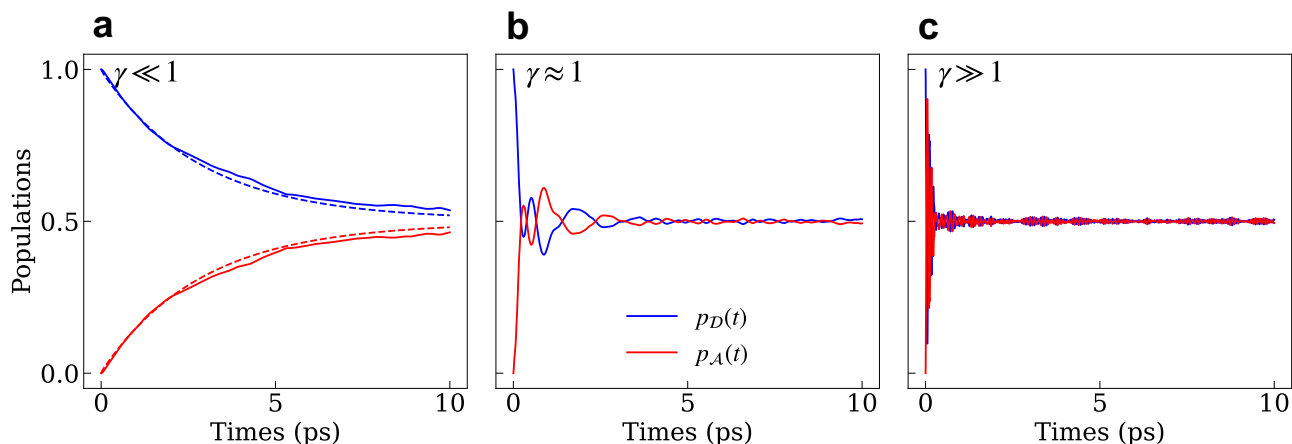 a b c
γ ≪ 1 γ ≈ 1 γ ≫ 1
1.0
0.5
0.0
Populations
p_D(t)
p_A(t)
0 5 10 0 5 10 0 5 10
Times (ps) Times (ps) Times (ps)